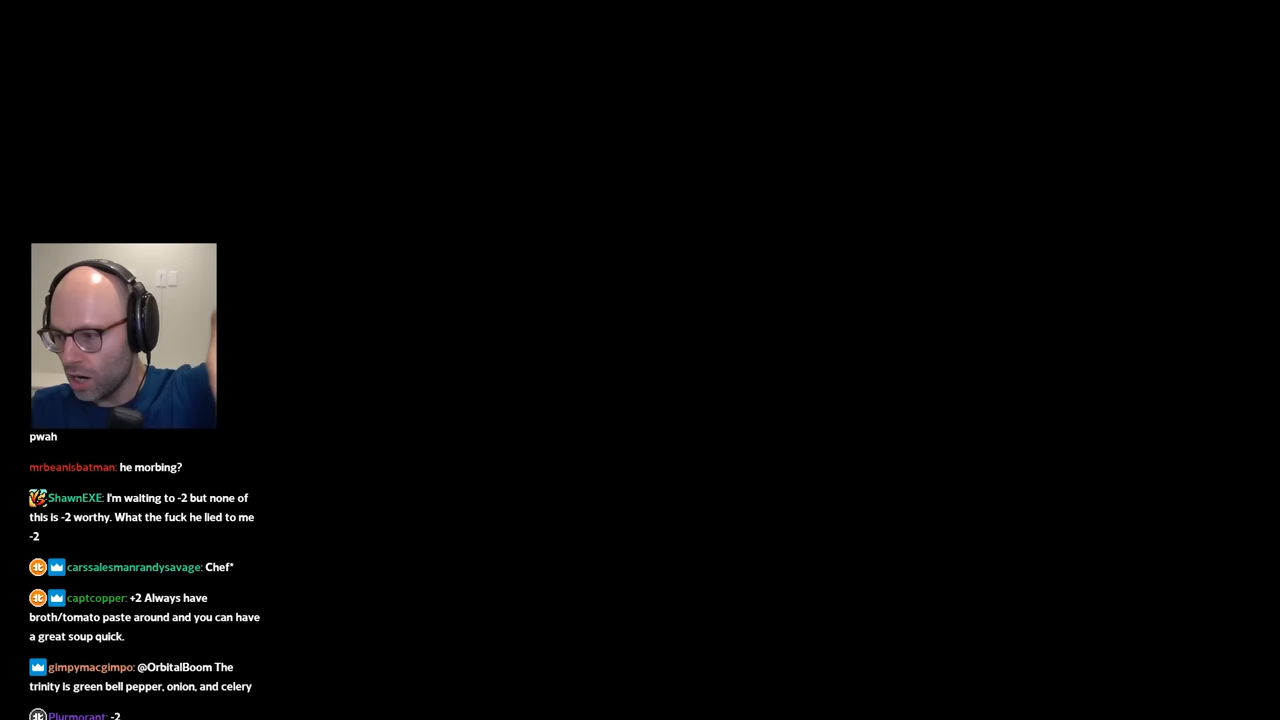 pwah
mrbeanisbatman: he morbing?
ShawnEXE: I'm waiting to -2 but none of
this is -2 worthy. What the fuck he lied to me
-2
carssalesmanrandysavage: Chef*
captcopper: +2 Always have
broth/tomato paste around and you can have
a great soup quick.
gimpymacgimpo: @OrbitalBoom The
trinity is green bell pepper, onion, and celery
Plurmorant: -2